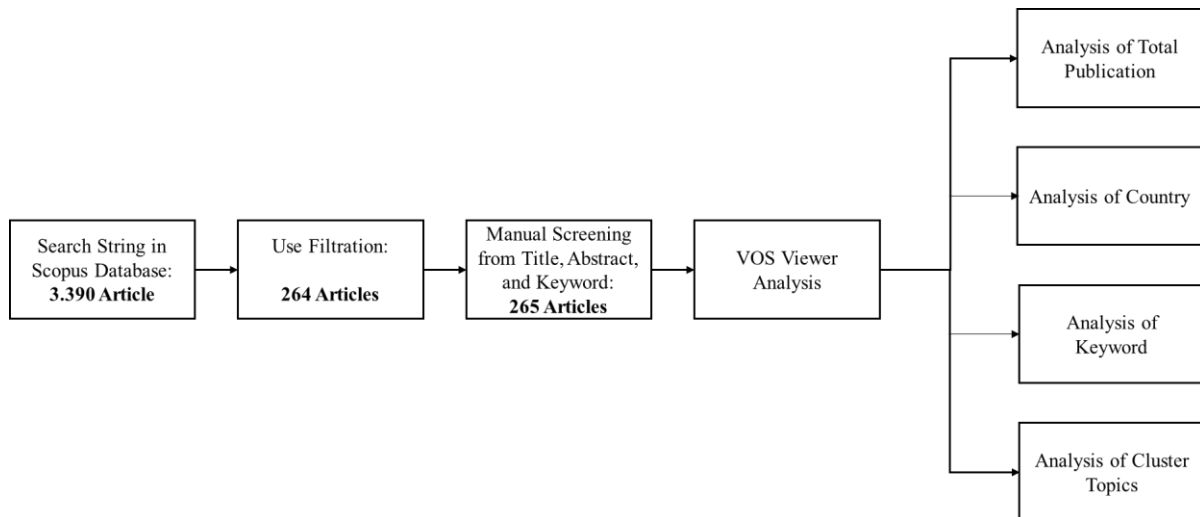 Search String in
Scopus Database:
3.390 Article
Use Filtration:
264 Articles
Manual Screening
from Title, Abstract,
and Keyword:
265 Articles
VOS Viewer
Analysis
Analysis of Total
Publication
Analysis of Country
Analysis of
Keyword
Analysis of Cluster
Topics